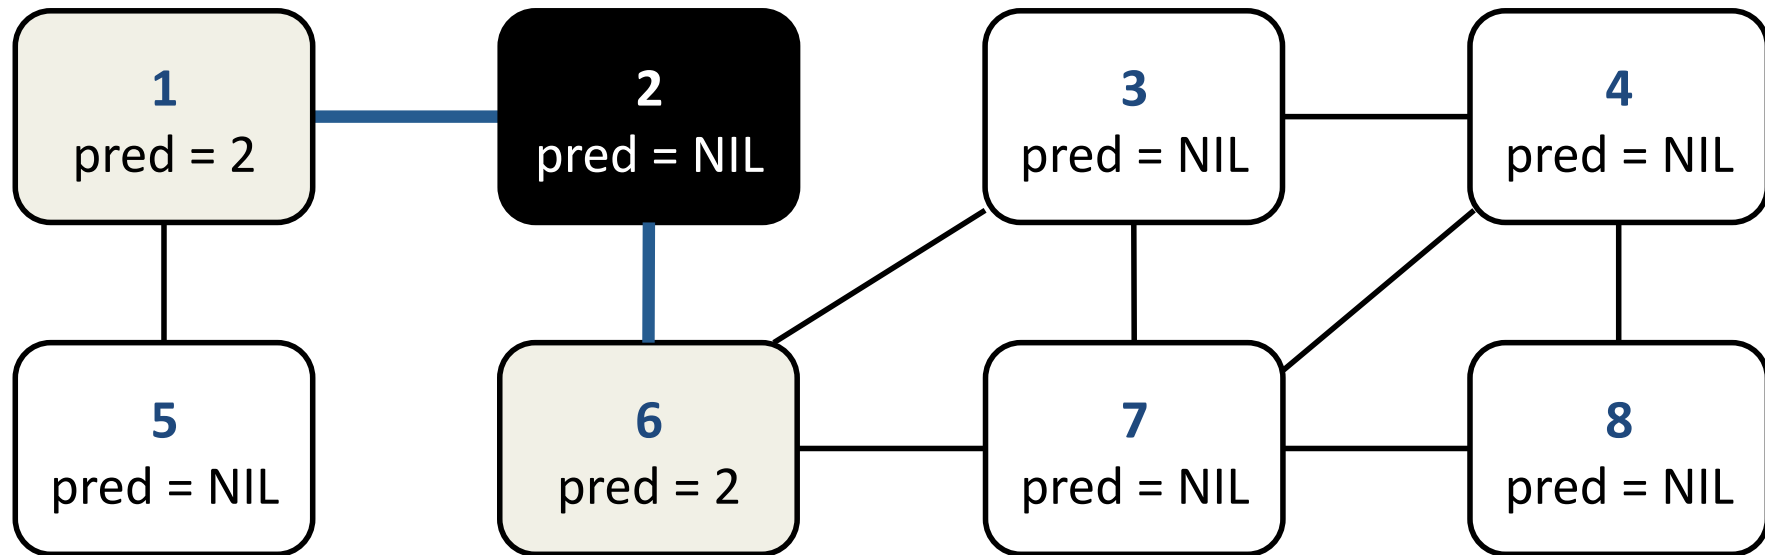 1
pred = 2
2
pred = NIL
3
pred = NIL
4
pred = NIL
5
pred = NIL
6
pred = 2
7
pred = NIL
8
pred = NIL